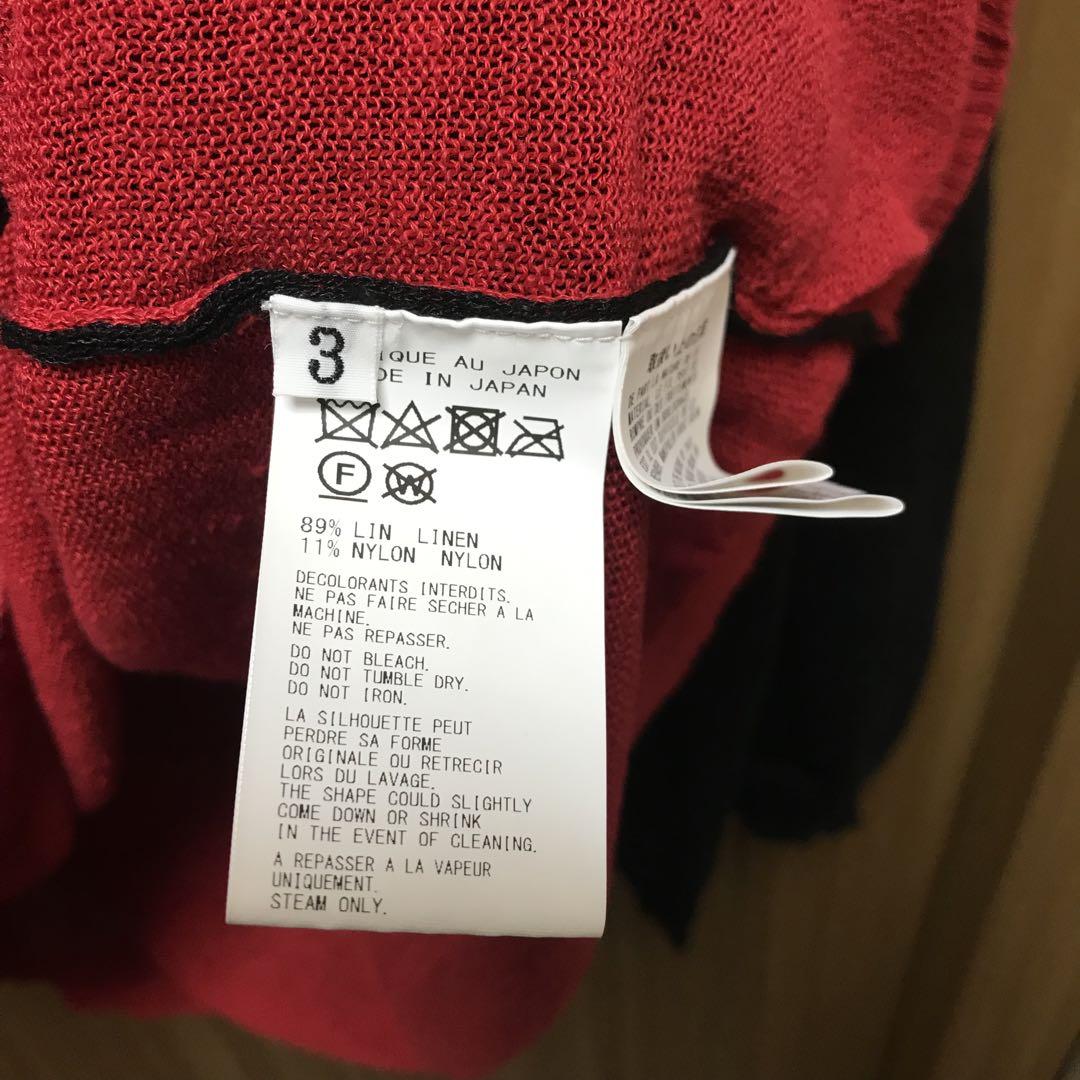 3
IQUE AU JAPON
DE IN JAPAN
F
W
89% LIN LINEN
11% NYLON NYLON
DECOLORANTS INTERDITS.
NE PAS FAIRE SECHER A LA
MACHINE.
NE PAS REPASSER.
DO NOT BLEACH.
DO NOT TUMBLE DRY.
DO NOT IRON.
LA SILHOUETTE PEUT
PERDRE SA FORME
ORIGINALE OU RETRECIR
LORS DU LAVAGE.
THE SHAPE COULD SLIGHTLY
COME DOWN OR SHRINK
IN THE EVENT OF CLEANING.
A REPASSER A LA VAPEUR
UNIQUEMENT.
STEAM ONLY.